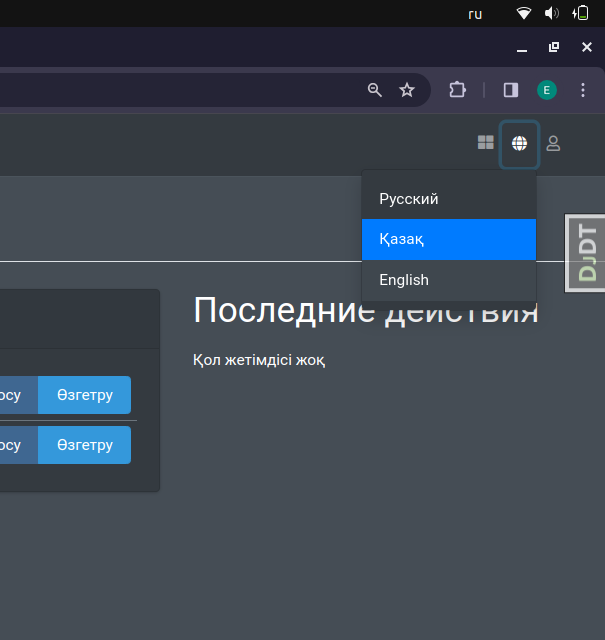 ru
E
Русский
Қазақ
English
DjDT
Последние действия
Қол жетімдісі жоқ
осу
Өзгетру
осу
Өзгетру